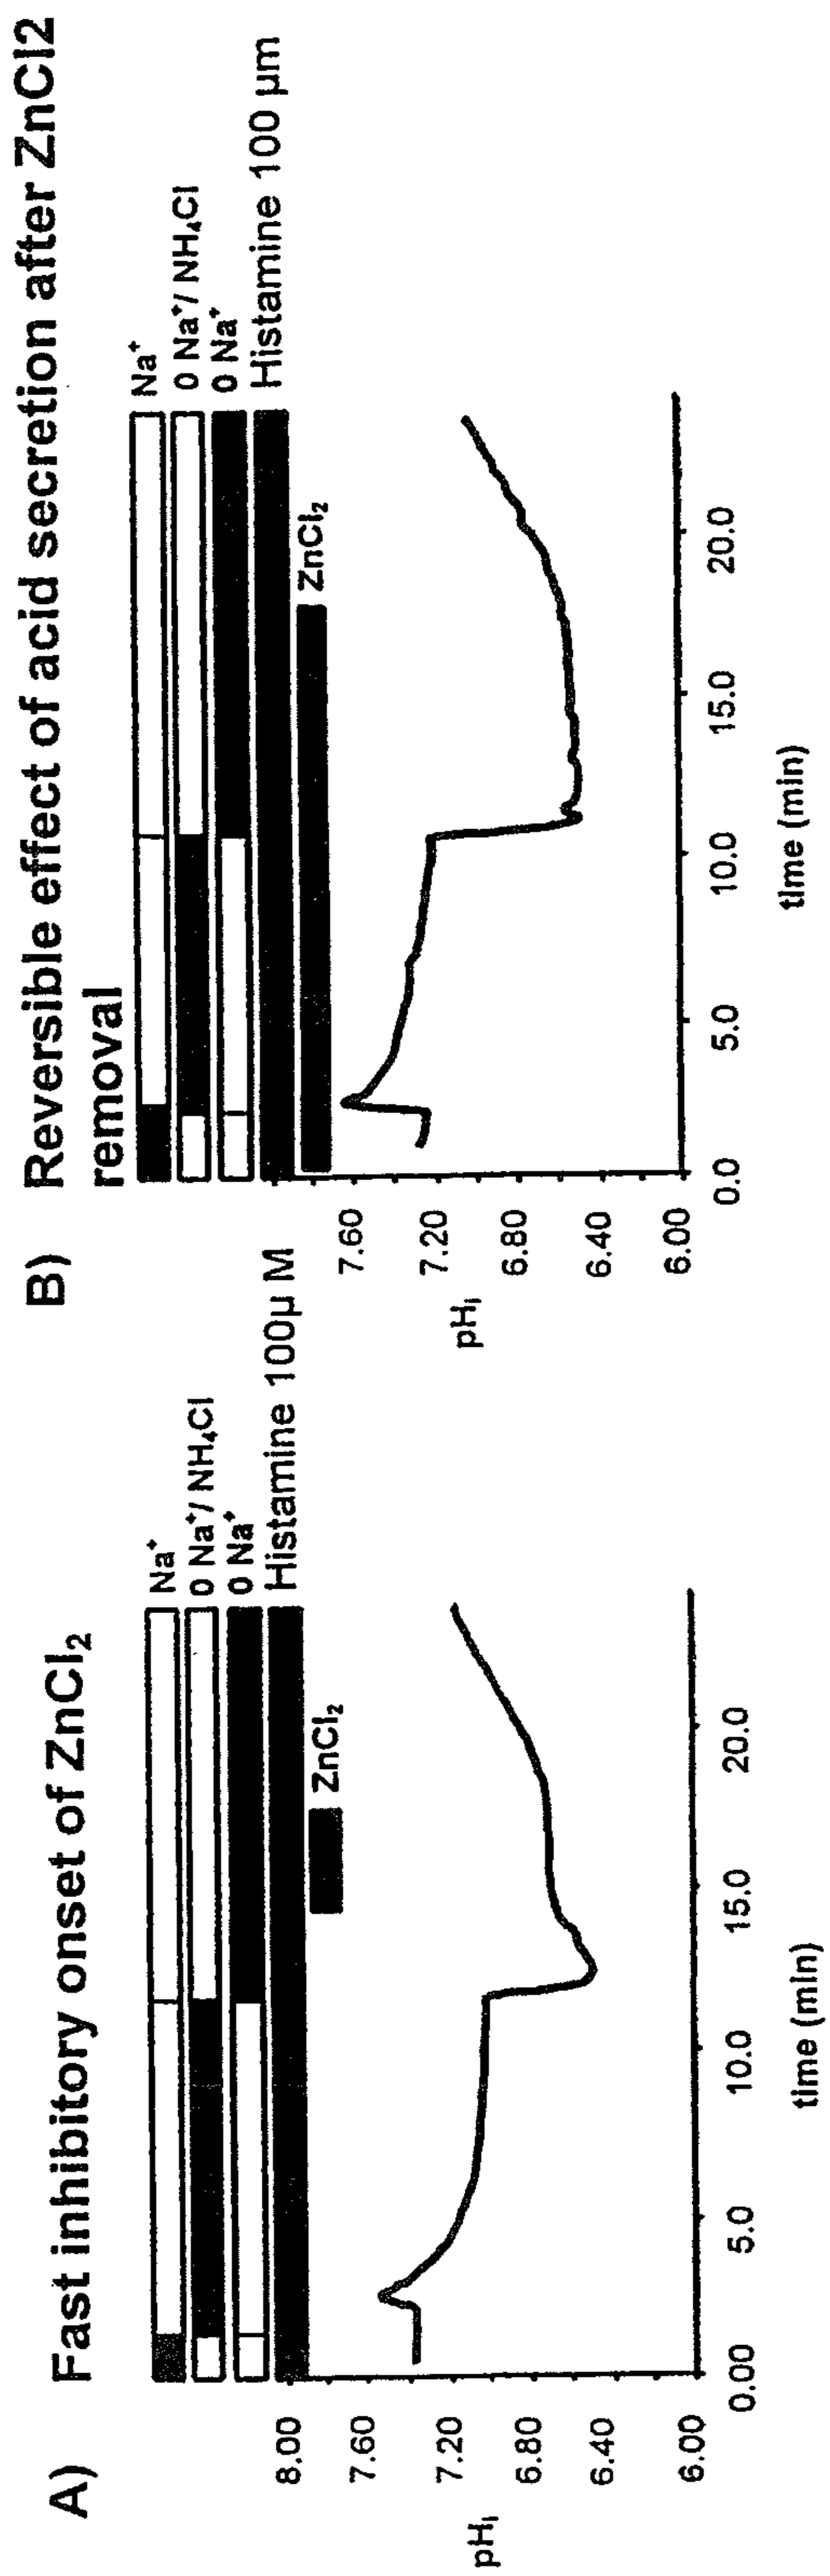 A) Fast inhibitory onset of ZnCl₂
Na⁺
0 Na⁺/ NH₄Cl
0 Na⁺
Histamine 100µ M
ZnCl₂
8.00
7.60
7.20
6.80
6.40
6.00
pHᵢ
0.00
5.0
10.0
15.0
20.0
time (min)
B) Reversible effect of acid secretion after ZnCl2
removal
Na⁺
0 Na⁺/ NH₄Cl
0 Na⁺
Histamine 100 µm
ZnCl₂
7.60
7.20
6.80
6.40
6.00
pHᵢ
0.0
5.0
10.0
15.0
20.0
time (min)